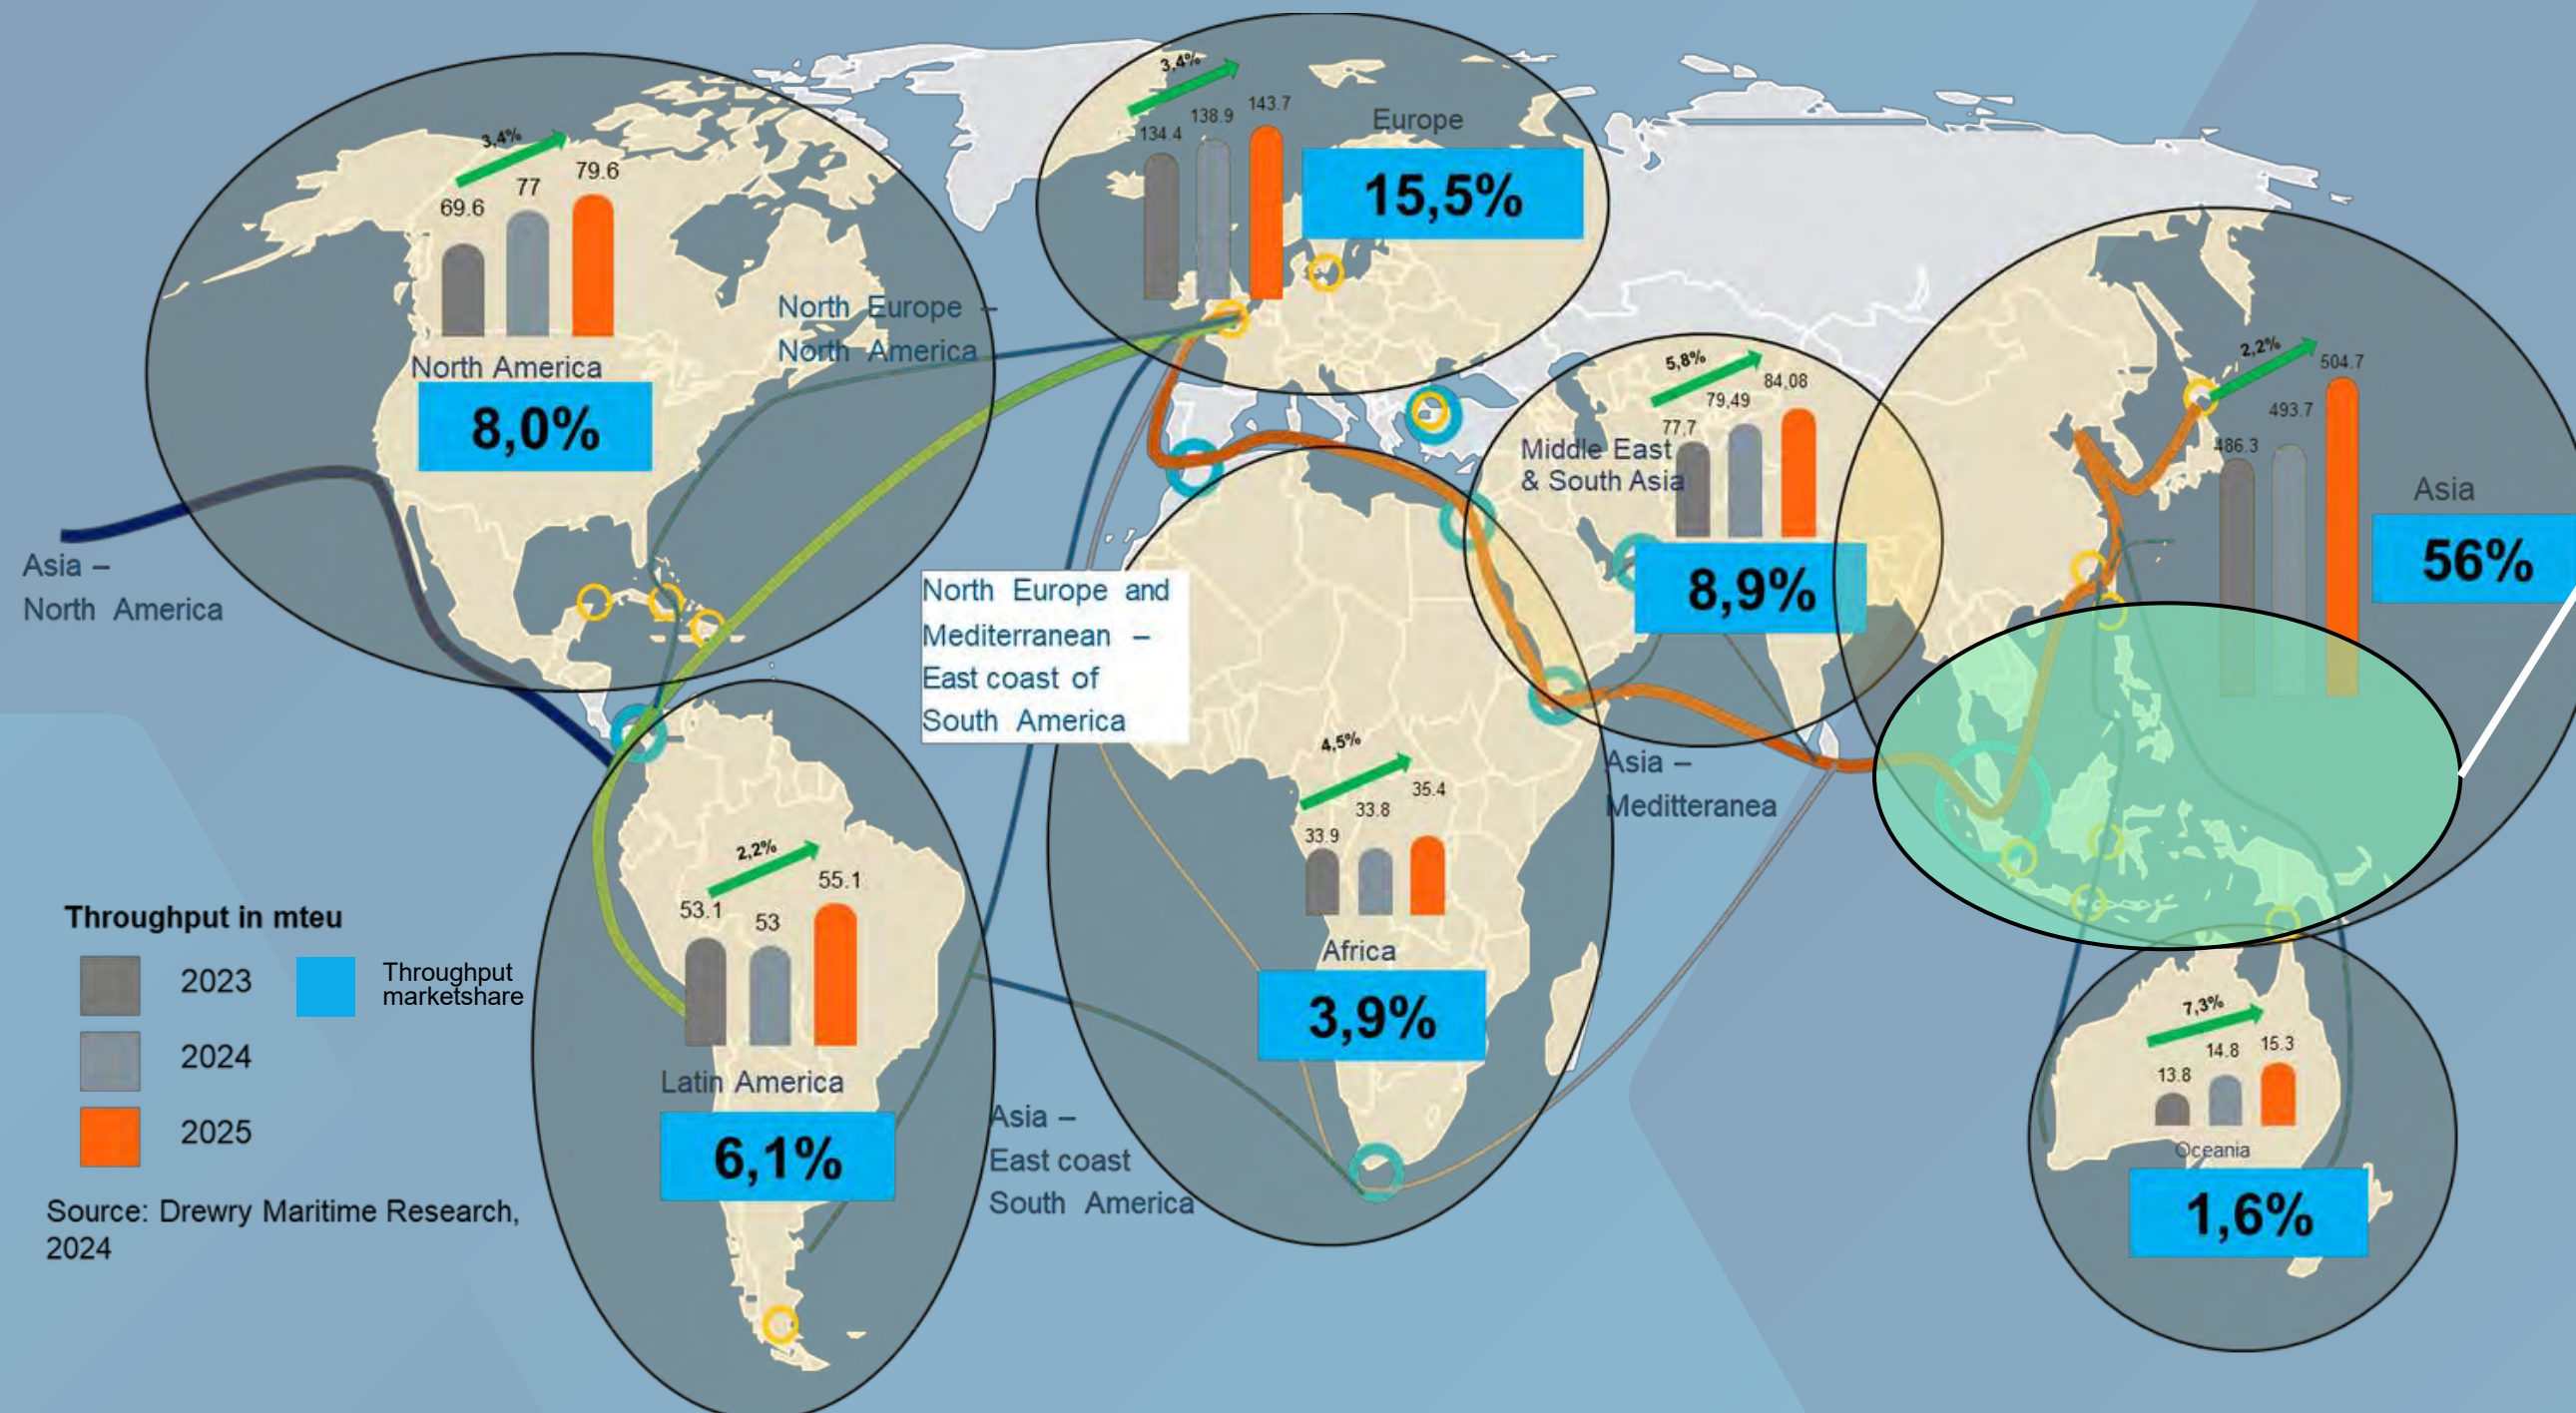 3,4%
69.6
77
79.6
North America
8,0%
North Europe –
North America
Asia –
North America
3,4%
134.4
138.9
143.7
Europe
15,5%
5,8%
77,7
79,49
84,08
Middle East
& South Asia
8,9%
2,2%
486.3
493.7
504.7
Asia
56%
North Europe and
Mediterranean –
East coast of
South America
Asia –
Meditteranea
4,5%
33.9
33.8
35.4
Africa
3,9%
2,2%
53.1
53
55.1
Latin America
6,1%
Asia –
East coast
South America
7,3%
13.8
14.8
15.3
Oceania
1,6%
Throughput in mteu
2023
2024
2025
Throughput
marketshare
Source: Drewry Maritime Research,
2024